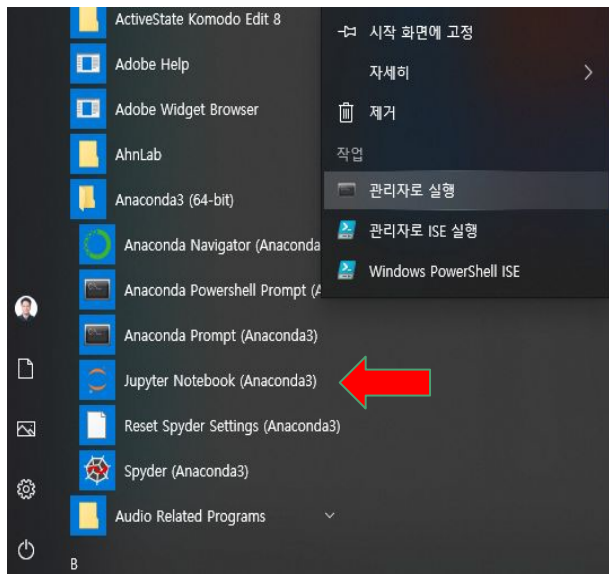 ActiveState Komodo Edit 8
Adobe Help
Adobe Widget Browser
AhnLab
Anaconda3 (64-bit)
Anaconda Navigator (Anaconda
Anaconda Powershell Prompt (A
Anaconda Prompt (Anaconda3)
Jupyter Notebook (Anaconda3)
Reset Spyder Settings (Anaconda3)
Spyder (Anaconda3)
Audio Related Programs
B
시작 화면에 고정
자세히
제거
작업
관리자로 실행
관리자로 ISE 실행
Windows PowerShell ISE